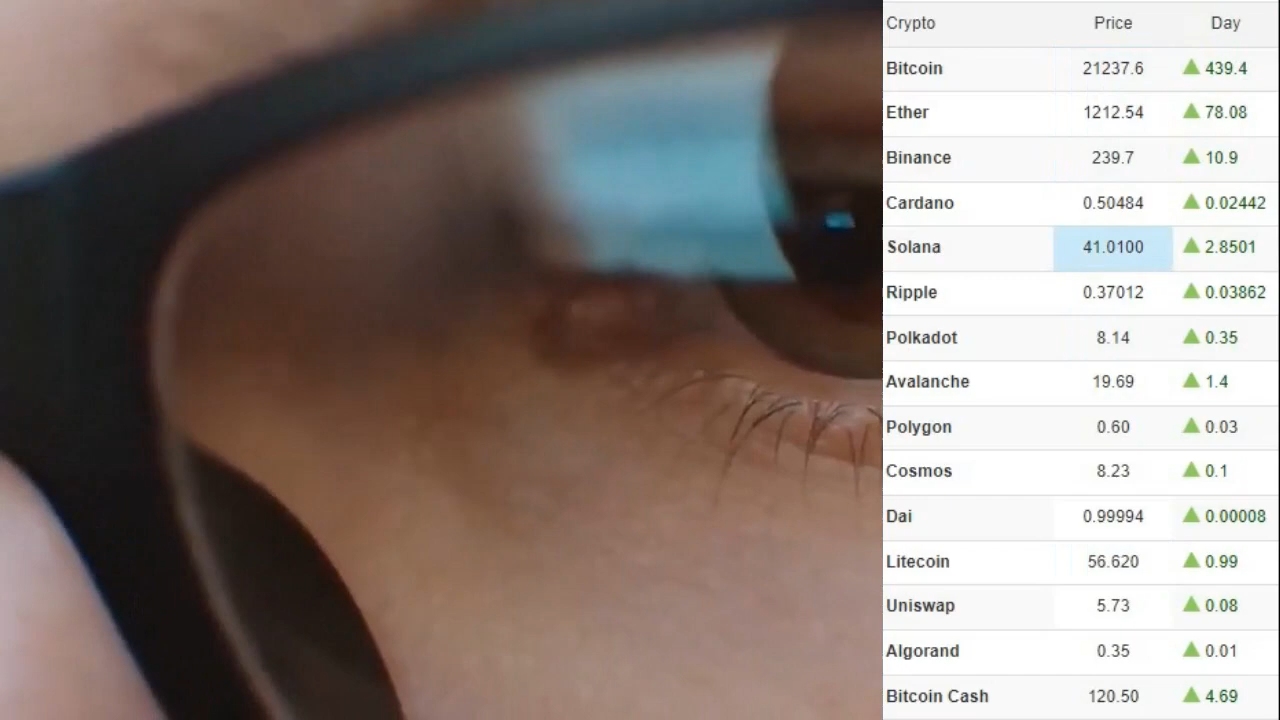 Crypto Price Day
Bitcoin 21237.6 ▲ 439.4
Ether 1212.54 ▲ 78.08
Binance 239.7 ▲ 10.9
Cardano 0.50484 ▲ 0.02442
Solana 41.0100 ▲ 2.8501
Ripple 0.37012 ▲ 0.03862
Polkadot 8.14 ▲ 0.35
Avalanche 19.69 ▲ 1.4
Polygon 0.60 ▲ 0.03
Cosmos 8.23 ▲ 0.1
Dai 0.99994 ▲ 0.00008
Litecoin 56.620 ▲ 0.99
Uniswap 5.73 ▲ 0.08
Algorand 0.35 ▲ 0.01
Bitcoin Cash 120.50 ▲ 4.69